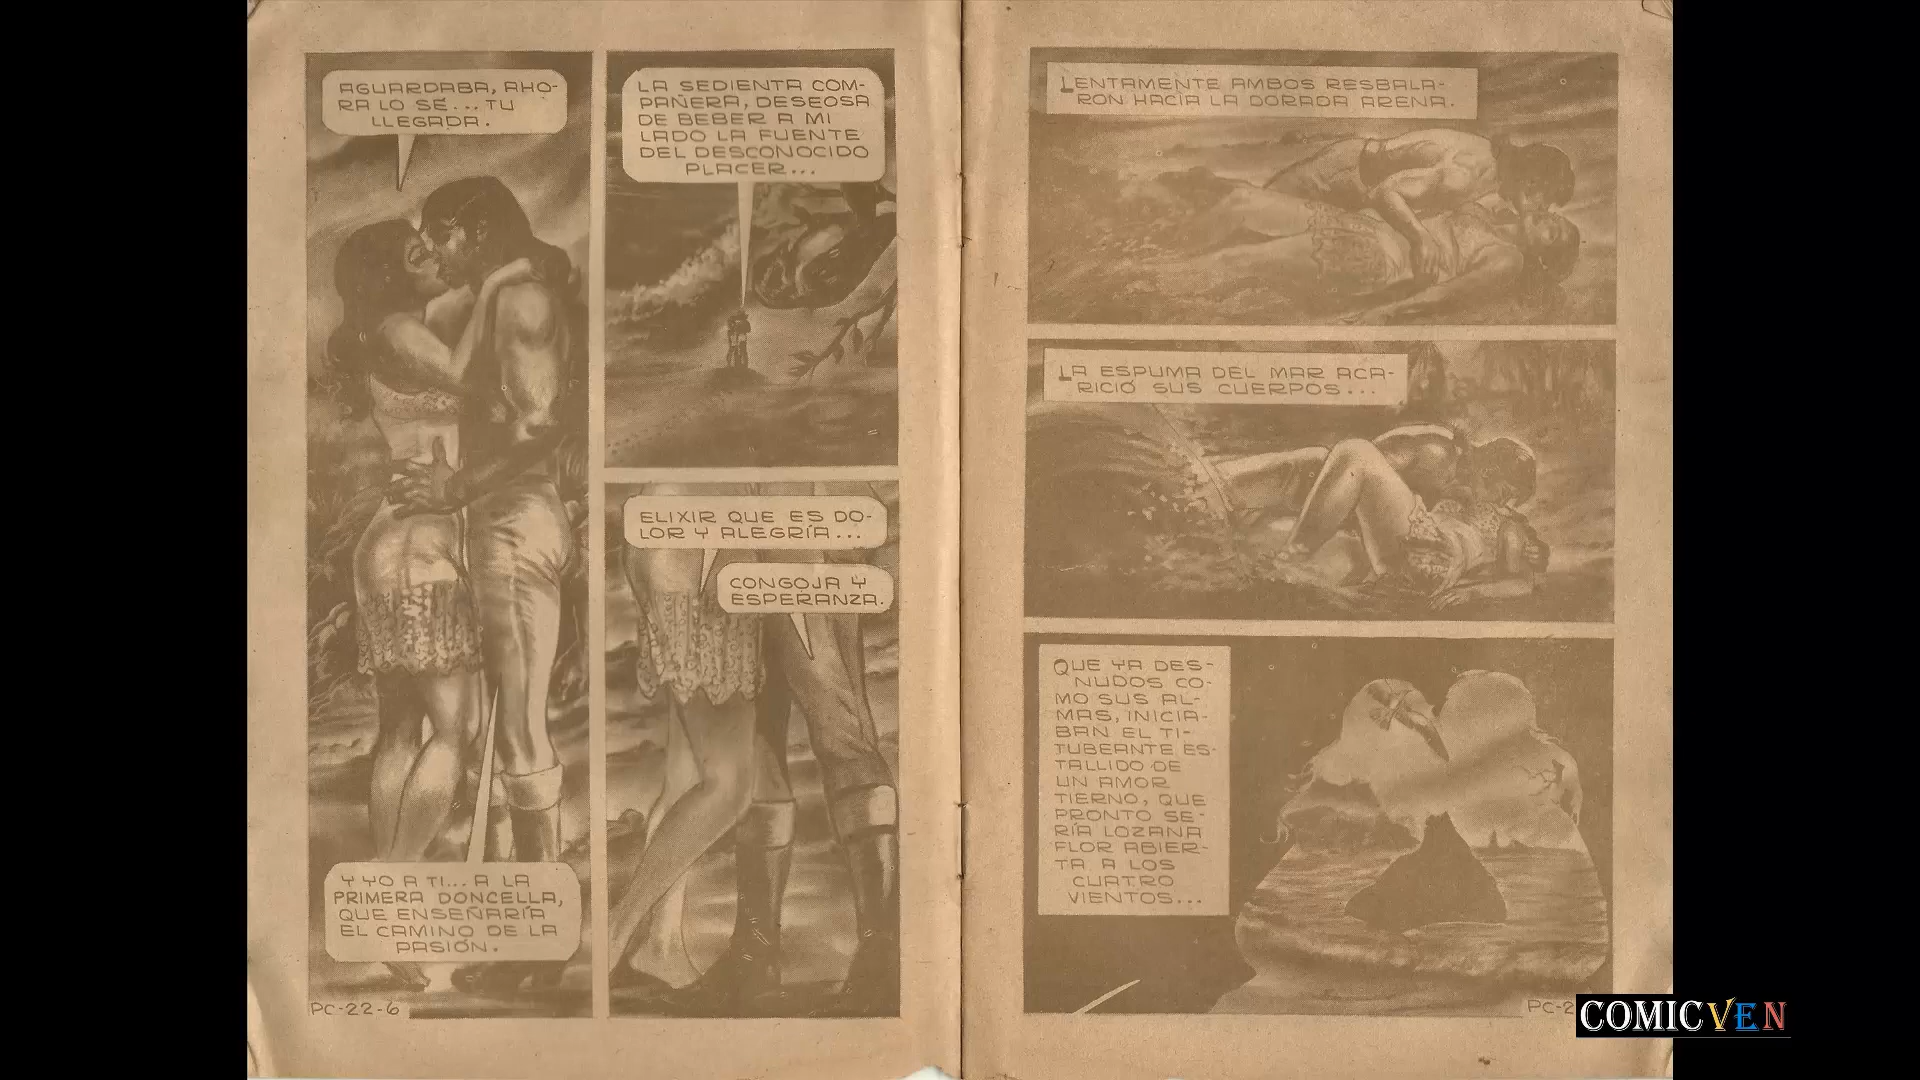 AGUARDABA, AHO-
RA LO SÉ... TU
LLEGADA.
Y YO A TI... A LA
PRIMERA DONCELLA,
QUE ENSEÑARÍA
EL CAMINO DE LA
PASIÓN.
PC-22-6
LA SEDIENTA COM-
PAÑERA, DESEOSA
DE BEBER A MI
LADO LA FUENTE
DEL DESCONOCIDO
PLACER...
ELIXIR QUE ES DO-
LOR Y ALEGRÍA...
CONGOJA Y
ESPERANZA.
LENTAMENTE AMBOS RESBALA-
RON HACIA LA DORADA ARENA.
LA ESPUMA DEL MAR ACA-
RICIÓ SUS CUERPOS...
QUE YA DES-
NUDOS CO-
MO SUS AL-
MAS, INICIA-
BAN EL TI-
TUBEANTE ES-
TALLIDO DE
UN AMOR
TIERNO, QUE
PRONTO SE-
RÍA LOZANA
FLOR ABIER-
TA A LOS
CUATRO
VIENTOS...
PC-2
COMICVEN